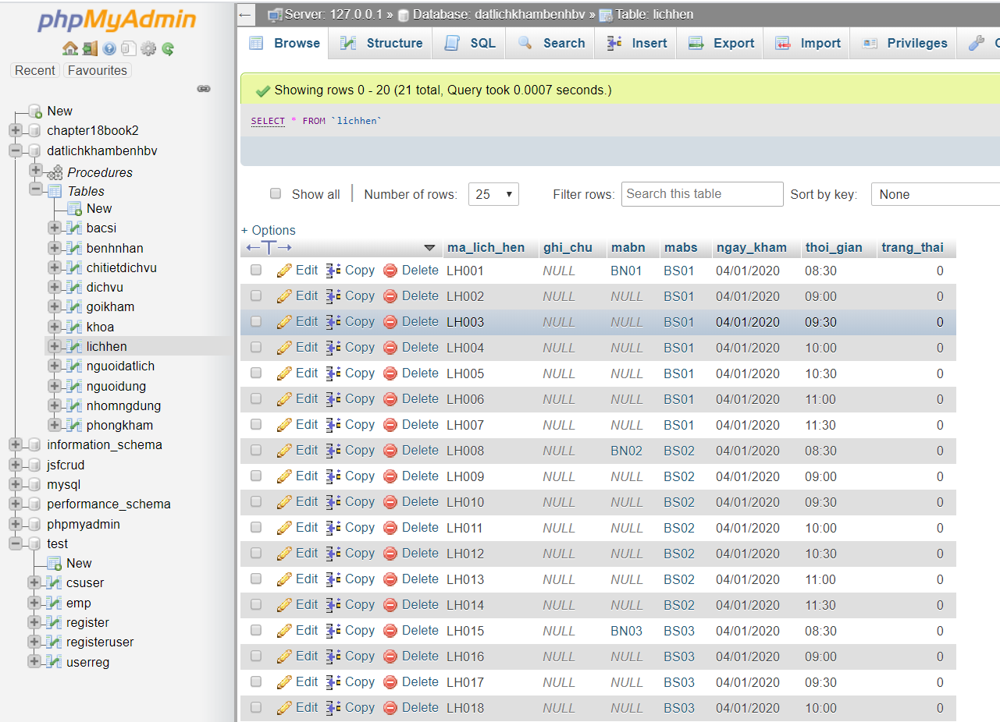 phpMyAdmin
Recent Favourites
New
chapter18book2
datlichkhambenhbv
Procedures
Tables
New
bacsi
benhnhan
chitietdichvu
dichvu
goikham
khoa
lichhen
nguoidatlich
nguoidung
nhomngdung
phongkham
information_schema
jsfcrud
mysql
performance_schema
phpmyadmin
test
New
csuser
emp
register
registeruser
userreg
Server: 127.0.0.1 » Database: datlichkhambenhbv » Table: lichhen
Browse Structure SQL Search Insert Export Import Privileges
Showing rows 0 - 20 (21 total, Query took 0.0007 seconds.)
SELECT * FROM `lichhen`
Show all Number of rows: 25 Filter rows: Search this table Sort by key: None
+ Options
ma_lich_hen ghi_chu mabn mabs ngay_kham thoi_gian trang_thai
Edit Copy Delete LH001 NULL BN01 BS01 04/01/2020 08:30 0
Edit Copy Delete LH002 NULL NULL BS01 04/01/2020 09:00 0
Edit Copy Delete LH003 NULL NULL BS01 04/01/2020 09:30 0
Edit Copy Delete LH004 NULL NULL BS01 04/01/2020 10:00 0
Edit Copy Delete LH005 NULL NULL BS01 04/01/2020 10:30 0
Edit Copy Delete LH006 NULL NULL BS01 04/01/2020 11:00 0
Edit Copy Delete LH007 NULL NULL BS01 04/01/2020 11:30 0
Edit Copy Delete LH008 NULL BN02 BS02 04/01/2020 08:30 0
Edit Copy Delete LH009 NULL NULL BS02 04/01/2020 09:00 0
Edit Copy Delete LH010 NULL NULL BS02 04/01/2020 09:30 0
Edit Copy Delete LH011 NULL NULL BS02 04/01/2020 10:00 0
Edit Copy Delete LH012 NULL NULL BS02 04/01/2020 10:30 0
Edit Copy Delete LH013 NULL NULL BS02 04/01/2020 11:00 0
Edit Copy Delete LH014 NULL NULL BS02 04/01/2020 11:30 0
Edit Copy Delete LH015 NULL BN03 BS03 04/01/2020 08:30 0
Edit Copy Delete LH016 NULL NULL BS03 04/01/2020 09:00 0
Edit Copy Delete LH017 NULL NULL BS03 04/01/2020 09:30 0
Edit Copy Delete LH018 NULL NULL BS03 04/01/2020 10:00 0